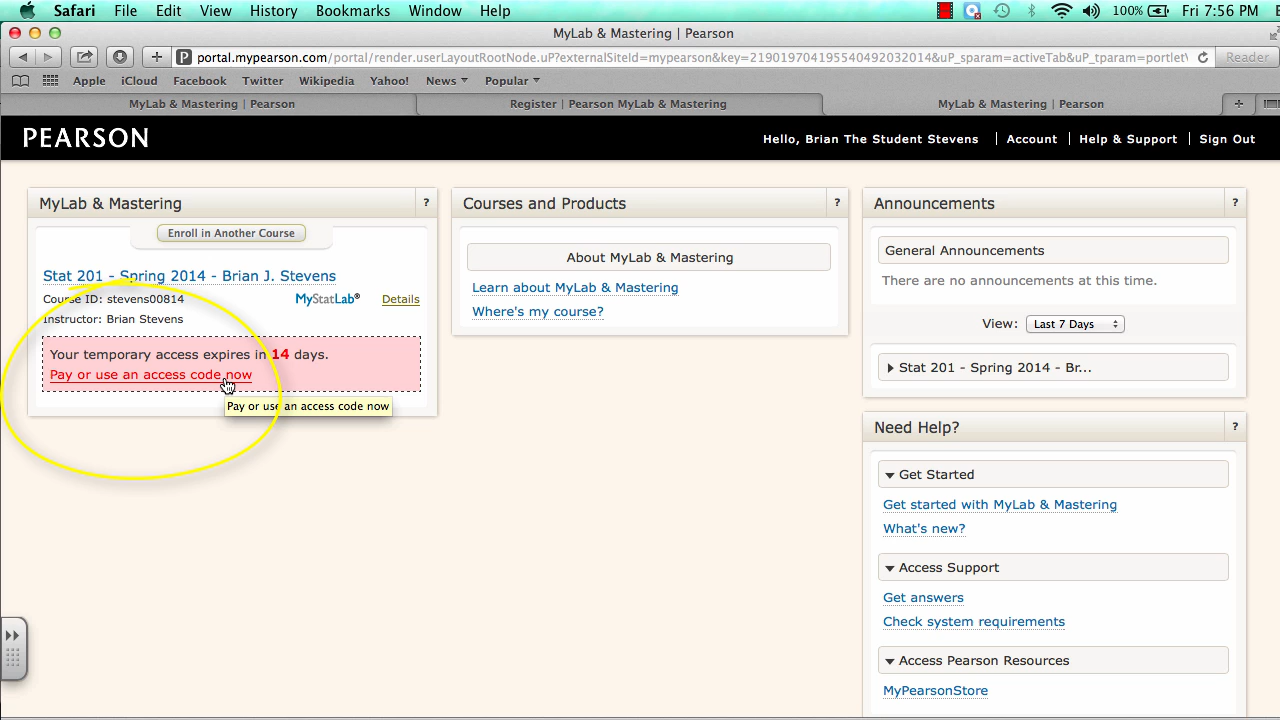 Safari File Edit View History Bookmarks Window Help 100% Fri 7:56 PM
MyLab & Mastering | Pearson
portal.mypearson.com/portal/render.userLayoutRootNode.uP?externalSiteId=mypearson&key=219019704195540492032014&uP_sparam=activeTab&uP_tparam=portlet Reader
Apple iCloud Facebook Twitter Wikipedia Yahoo! News Popular
MyLab & Mastering | Pearson Register | Pearson MyLab & Mastering MyLab & Mastering | Pearson
PEARSON Hello, Brian The Student Stevens Account Help & Support Sign Out
MyLab & Mastering ?
Enroll in Another Course
Stat 201 - Spring 2014 - Brian J. Stevens
Course ID: stevens00814 MyStatLab® Details
Instructor: Brian Stevens
Your temporary access expires in 14 days.
Pay or use an access code now
Pay or use an access code now
Courses and Products ?
About MyLab & Mastering
Learn about MyLab & Mastering
Where's my course?
Announcements ?
General Announcements
There are no announcements at this time.
View: Last 7 Days
Stat 201 - Spring 2014 - Br...
Need Help? ?
Get Started
Get started with MyLab & Mastering
What's new?
Access Support
Get answers
Check system requirements
Access Pearson Resources
MyPearsonStore